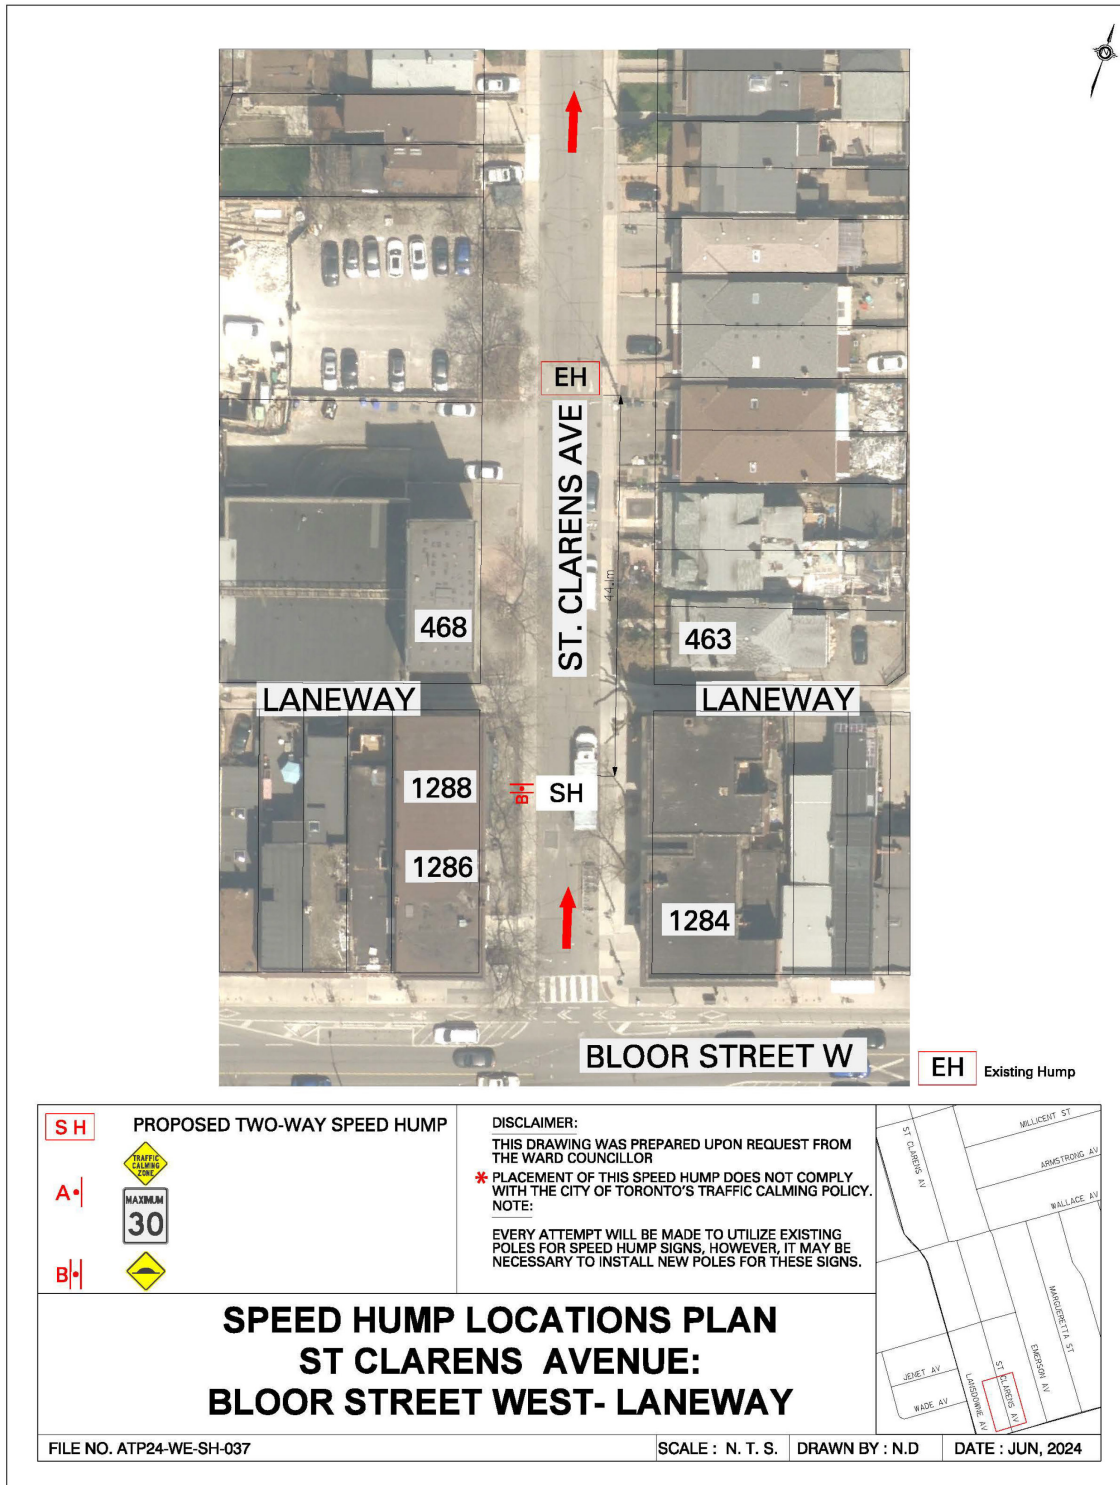 N
EH
ST. CLARENS AVE
44.1m
468
463
LANEWAY
LANEWAY
1288
B
SH
1286
1284
BLOOR STREET W
EH
Existing Hump
SH
PROPOSED TWO-WAY SPEED HUMP
TRAFFIC
CALMING
ZONE
A
MAXIMUM
30
B
DISCLAIMER:
THIS DRAWING WAS PREPARED UPON REQUEST FROM
THE WARD COUNCILLOR
* PLACEMENT OF THIS SPEED HUMP DOES NOT COMPLY
WITH THE CITY OF TORONTO'S TRAFFIC CALMING POLICY.
NOTE:
EVERY ATTEMPT WILL BE MADE TO UTILIZE EXISTING
POLES FOR SPEED HUMP SIGNS, HOWEVER, IT MAY BE
NECESSARY TO INSTALL NEW POLES FOR THESE SIGNS.
ST CLARENS AV
MILLICENT ST
ARMSTRONG AV
WALLACE AV
MARGUERETTA ST
EMERSON AV
JENET AV
WADE AV
LANSDOWNE AV
ST CLARENS AV
SPEED HUMP LOCATIONS PLAN
ST CLARENS AVENUE:
BLOOR STREET WEST- LANEWAY
FILE NO. ATP24-WE-SH-037
SCALE : N. T. S.
DRAWN BY : N.D
DATE : JUN, 2024